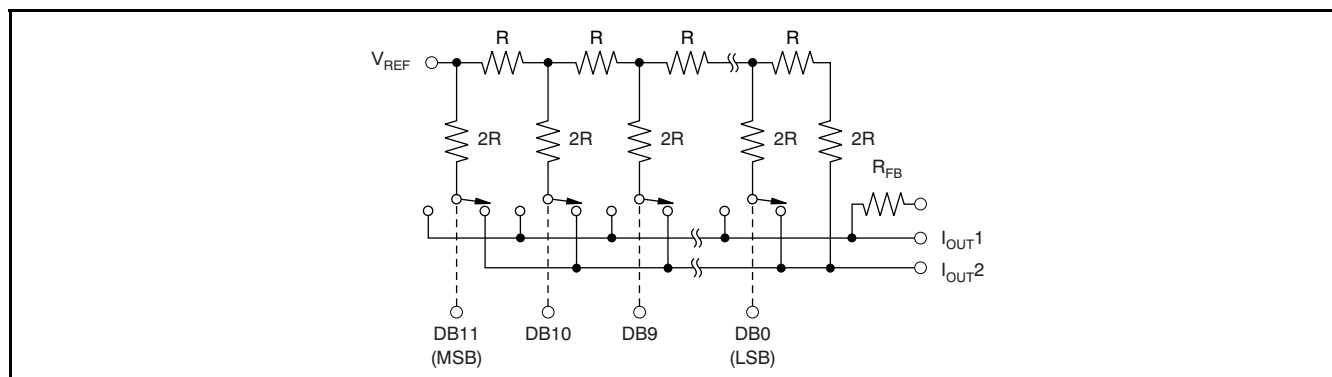 R R R R
V_REF
2R 2R 2R 2R 2R
R_FB
I_OUT1
I_OUT2
DB11 DB10 DB9 DB0
(MSB) (LSB)